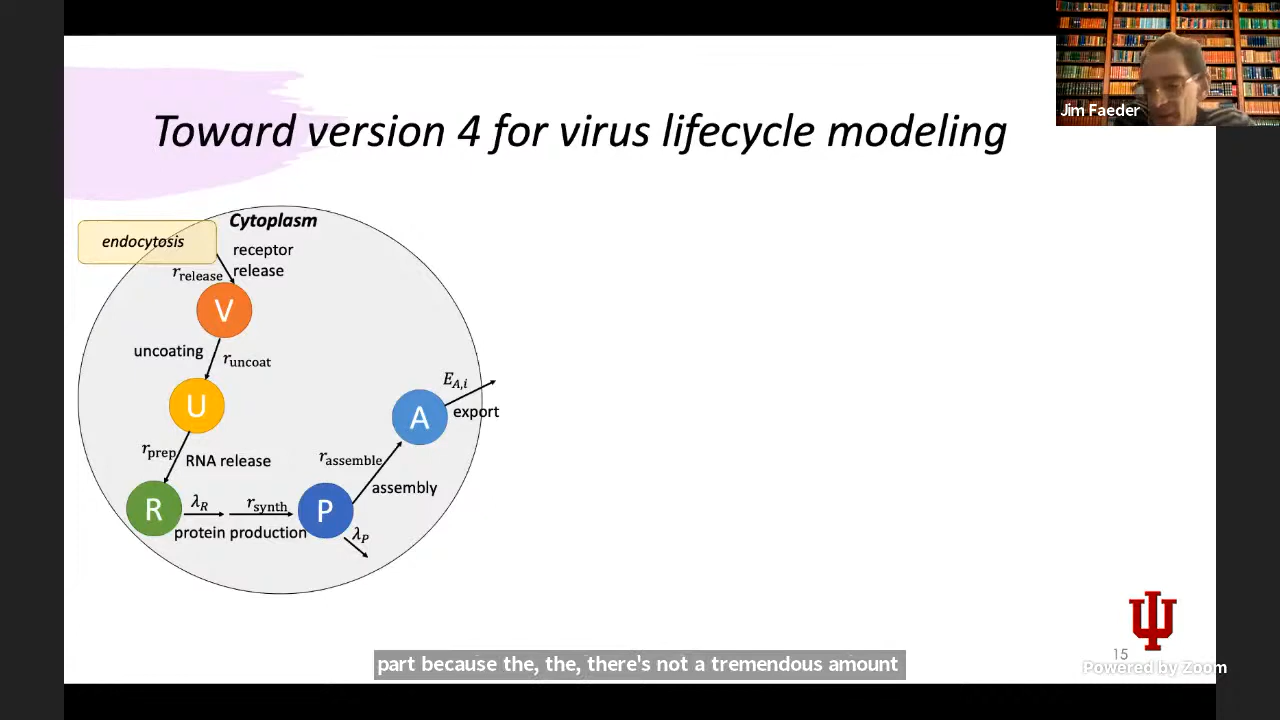 Jim Faeder
Toward version 4 for virus lifecycle modeling
Cytoplasm
endocytosis
receptor
release
r_release
V
uncoating
r_uncoat
U
r_prep
RNA release
R
λ_R
r_synth
protein production
P
λ_P
r_assemble
assembly
A
E_A,i
export
part because the, the, there's not a tremendous amount
15
Powered by Zoom